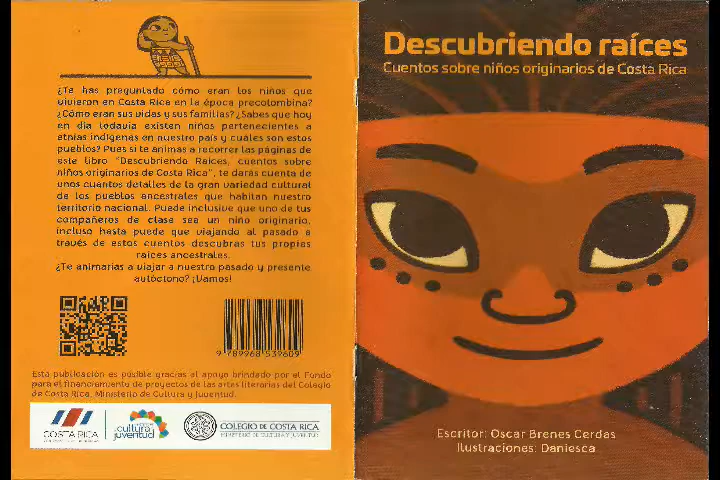 ¿Te has preguntado cómo eran los niños que
vivieron en Costa Rica en la época precolombina?
¿Cómo eran sus vidas y sus familias? ¿Sabes que hoy
en día todavía existen niños pertenecientes a
etnias indígenas en nuestro país y cuáles son estos
pueblos? Pues si te animas a recorrer las páginas de
este libro "Descubriendo Raíces, cuentos sobre
niños originarios de Costa Rica", te darás cuenta de
unos cuantos detalles de la gran variedad cultural
de los pueblos ancestrales que habitan nuestro
territorio nacional. Puede inclusive que uno de tus
compañeros de clase sea un niño originario,
incluso hasta puede que viajando al pasado a
través de estos cuentos descubras tus propias
raíces ancestrales.
¿Te animarías a viajar a nuestro pasado y presente
autóctono? ¡Vamos!
9 789968 539609
Esta publicación es posible gracias al apoyo brindado por el Fondo
para el financiamiento de proyectos de las artes literarias del Colegio
de Costa Rica, Ministerio de Cultura y Juventud.
COSTA RICA
cultura y
juventud
COLEGIO DE COSTA RICA
MINISTERIO DE CULTURA Y JUVENTUD
Descubriendo raíces
Cuentos sobre niños originarios de Costa Rica
Escritor: Oscar Brenes Cerdas
Ilustraciones: Daniesca